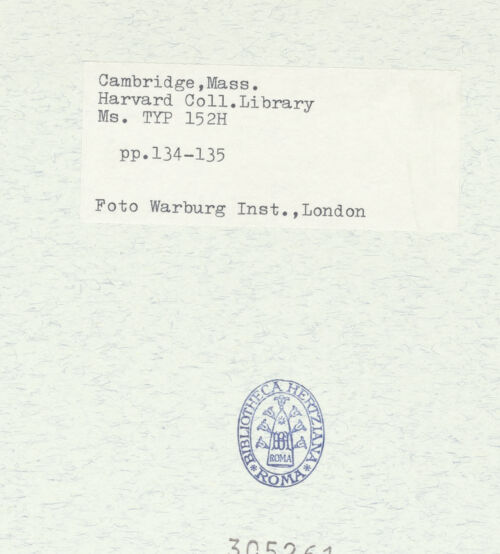 Cambridge,Mass.
Harvard Coll.Library
Ms. TYP 152H
pp.134-135
Foto Warburg Inst.,London
BIBLIOTHECA HERTZIANA
ROMA
*ROMA*